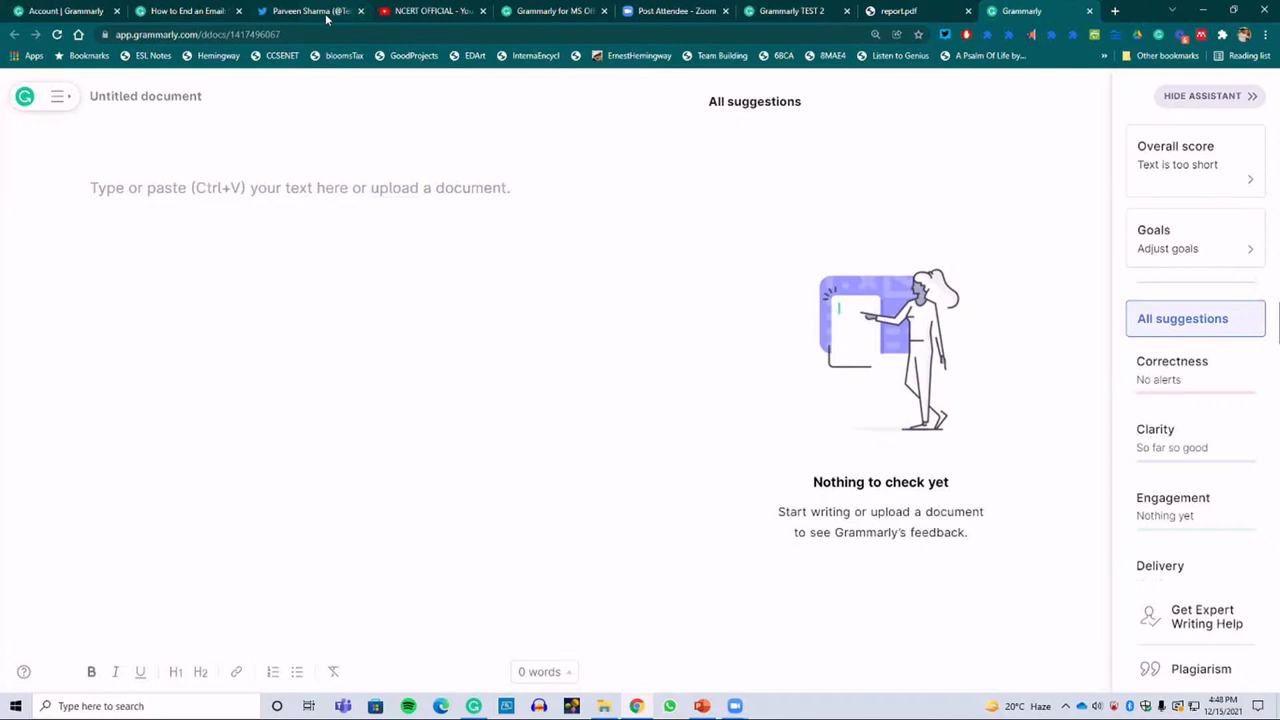 Account | Grammarly
How to End an Email:
Parveen Sharma (@Te
NCERT OFFICIAL - You
Grammarly for MS Off
Post Attendee - Zoom
Grammarly TEST 2
report.pdf
Grammarly
app.grammarly.com/ddocs/1417496067
Apps
Bookmarks
ESL Notes
Hemingway
CCSENET
bloomsTax
GoodProjects
EDArt
InternaEncycl
ErnestHemingway
Team Building
6BCA
8MAE4
Listen to Genius
A Psalm Of Life by...
»
Other bookmarks
Reading list
Untitled document
All suggestions
HIDE ASSISTANT
Type or paste (Ctrl+V) your text here or upload a document.
Overall score
Text is too short
Goals
Adjust goals
All suggestions
Correctness
No alerts
Clarity
So far so good
Engagement
Nothing yet
Delivery
Nothing to check yet
Start writing or upload a document
to see Grammarly's feedback.
Get Expert
Writing Help
Plagiarism
B I U H1 H2
0 words
Type here to search
20°C Haze
4:48 PM
12/15/2021